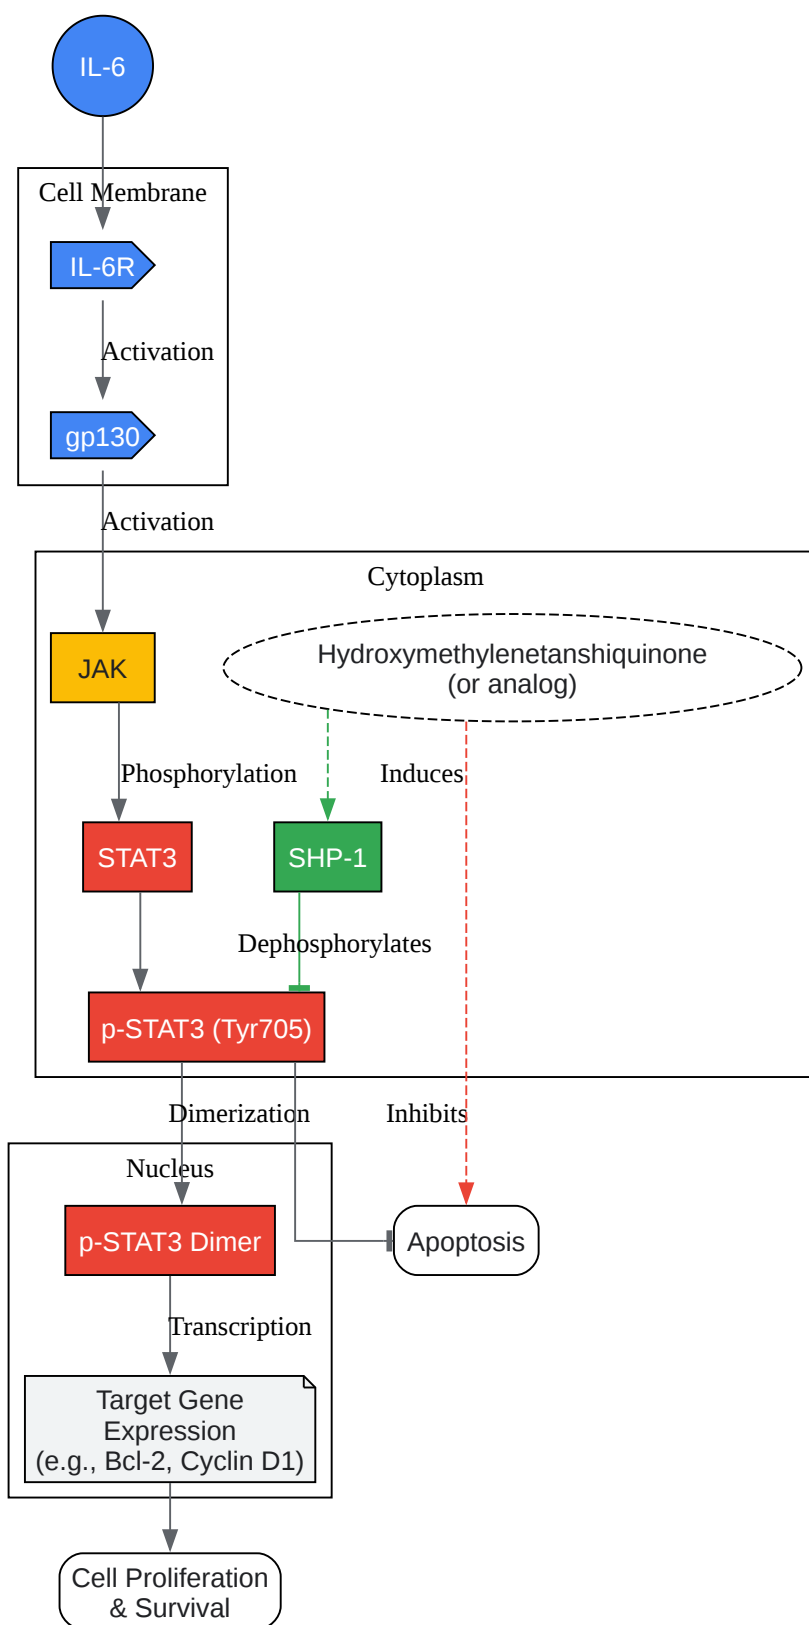 IL-6
Cell Membrane
IL-6R
Activation
gp130
Activation
Cytoplasm
Hydroxymethylenetanshiquinone
(or analog)
JAK
Phosphorylation
Induces
STAT3
SHP-1
Dephosphorylates
p-STAT3 (Tyr705)
Dimerization
Inhibits
Nucleus
p-STAT3 Dimer
Apoptosis
Transcription
Target Gene
Expression
(e.g., Bcl-2, Cyclin D1)
Cell Proliferation
& Survival